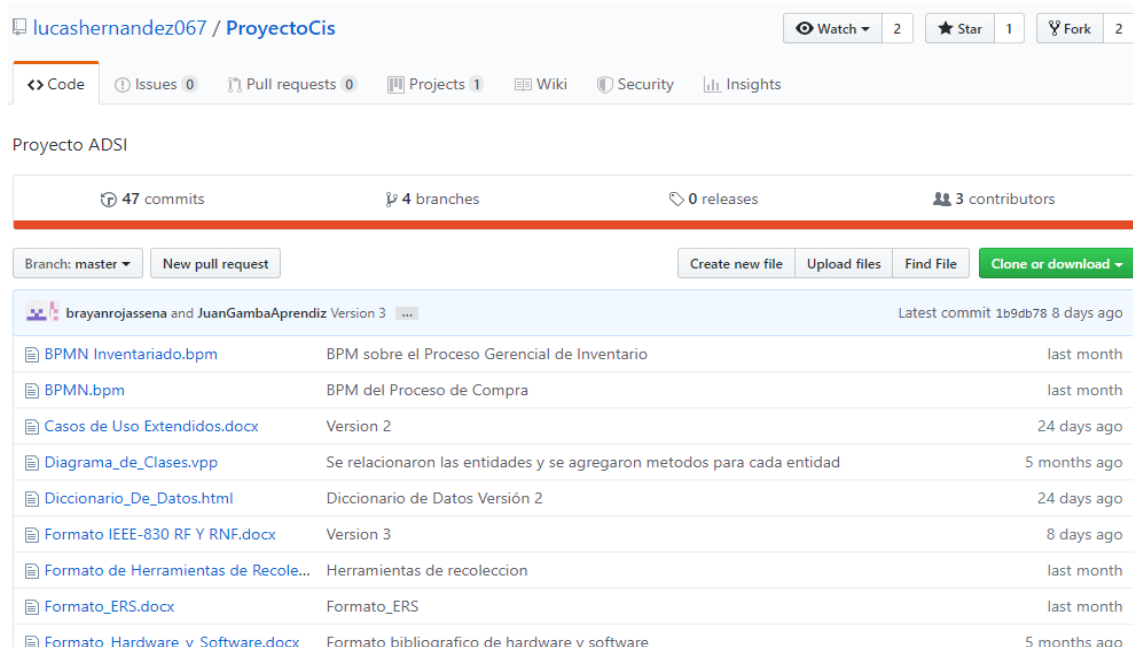 lucashernandez067 / ProyectoCis Watch 2 Star 1 Fork 2
Code Issues 0 Pull requests 0 Projects 1 Wiki Security Insights
Proyecto ADSI
47 commits 4 branches 0 releases 3 contributors
Branch: master New pull request Create new file Upload files Find File Clone or download
brayanrojassena and JuanGambaAprendiz Version 3 ... Latest commit 1b9db78 8 days ago
BPMN Inventariado.bpm BPM sobre el Proceso Gerencial de Inventario last month
BPMN.bpm BPM del Proceso de Compra last month
Casos de Uso Extendidos.docx Version 2 24 days ago
Diagrama_de_Clases.vpp Se relacionaron las entidades y se agregaron metodos para cada entidad 5 months ago
Diccionario_De_Datos.html Diccionario de Datos Versión 2 24 days ago
Formato IEEE-830 RF Y RNF.docx Version 3 8 days ago
Formato de Herramientas de Recole... Herramientas de recoleccion last month
Formato_ERS.docx Formato_ERS last month
Formato_Hardware_y_Software.docx Formato bibliografico de hardware y software 5 months ago